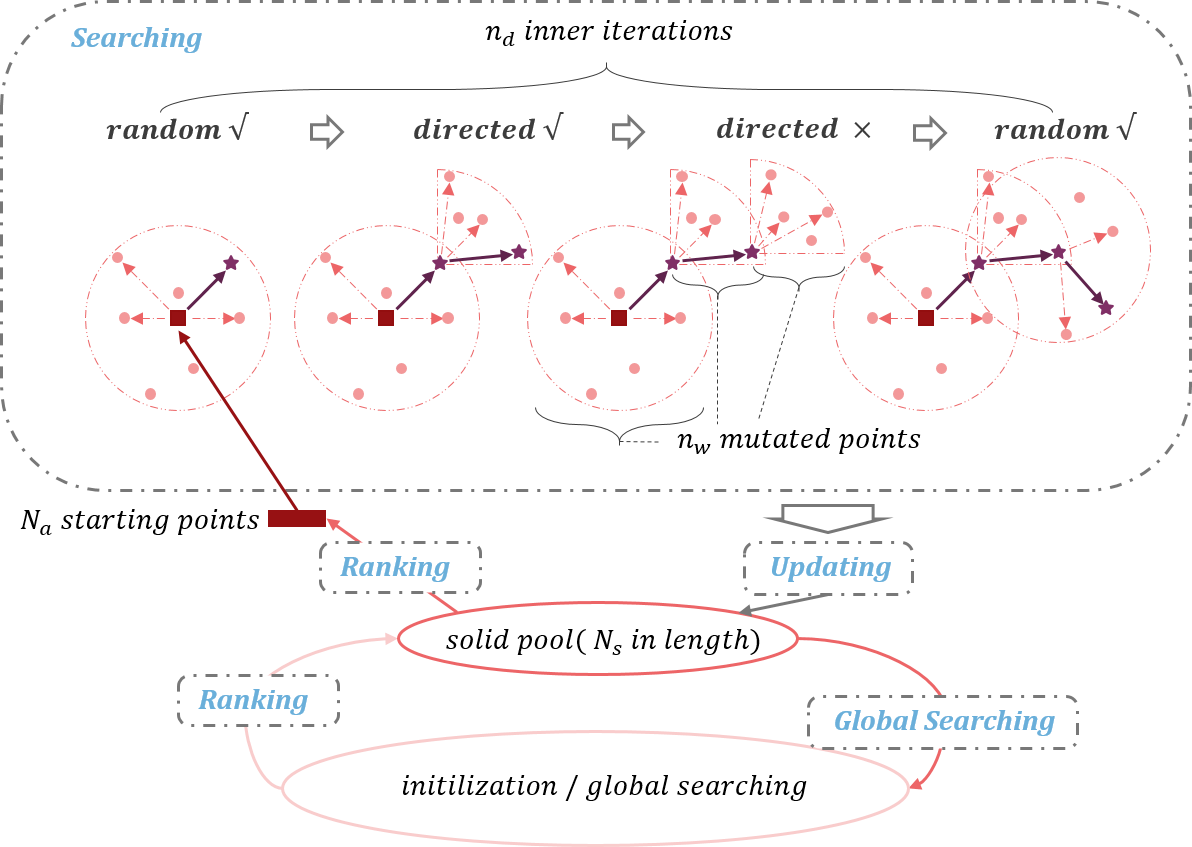 Searching
n_d inner iterations
random √
directed √
directed ×
random √
n_w mutated points
N_a starting points
Ranking
Updating
solid pool( N_s in length)
Ranking
Global Searching
initilization / global searching